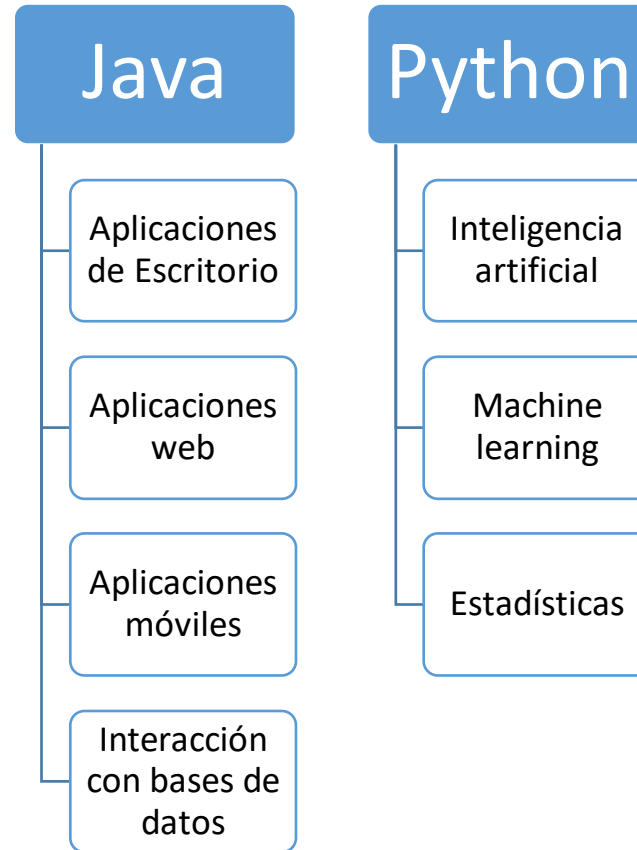 Java
Aplicaciones
de Escritorio
Aplicaciones
web
Aplicaciones
móviles
Interacción
con bases de
datos
Python
Inteligencia
artificial
Machine
learning
Estadísticas